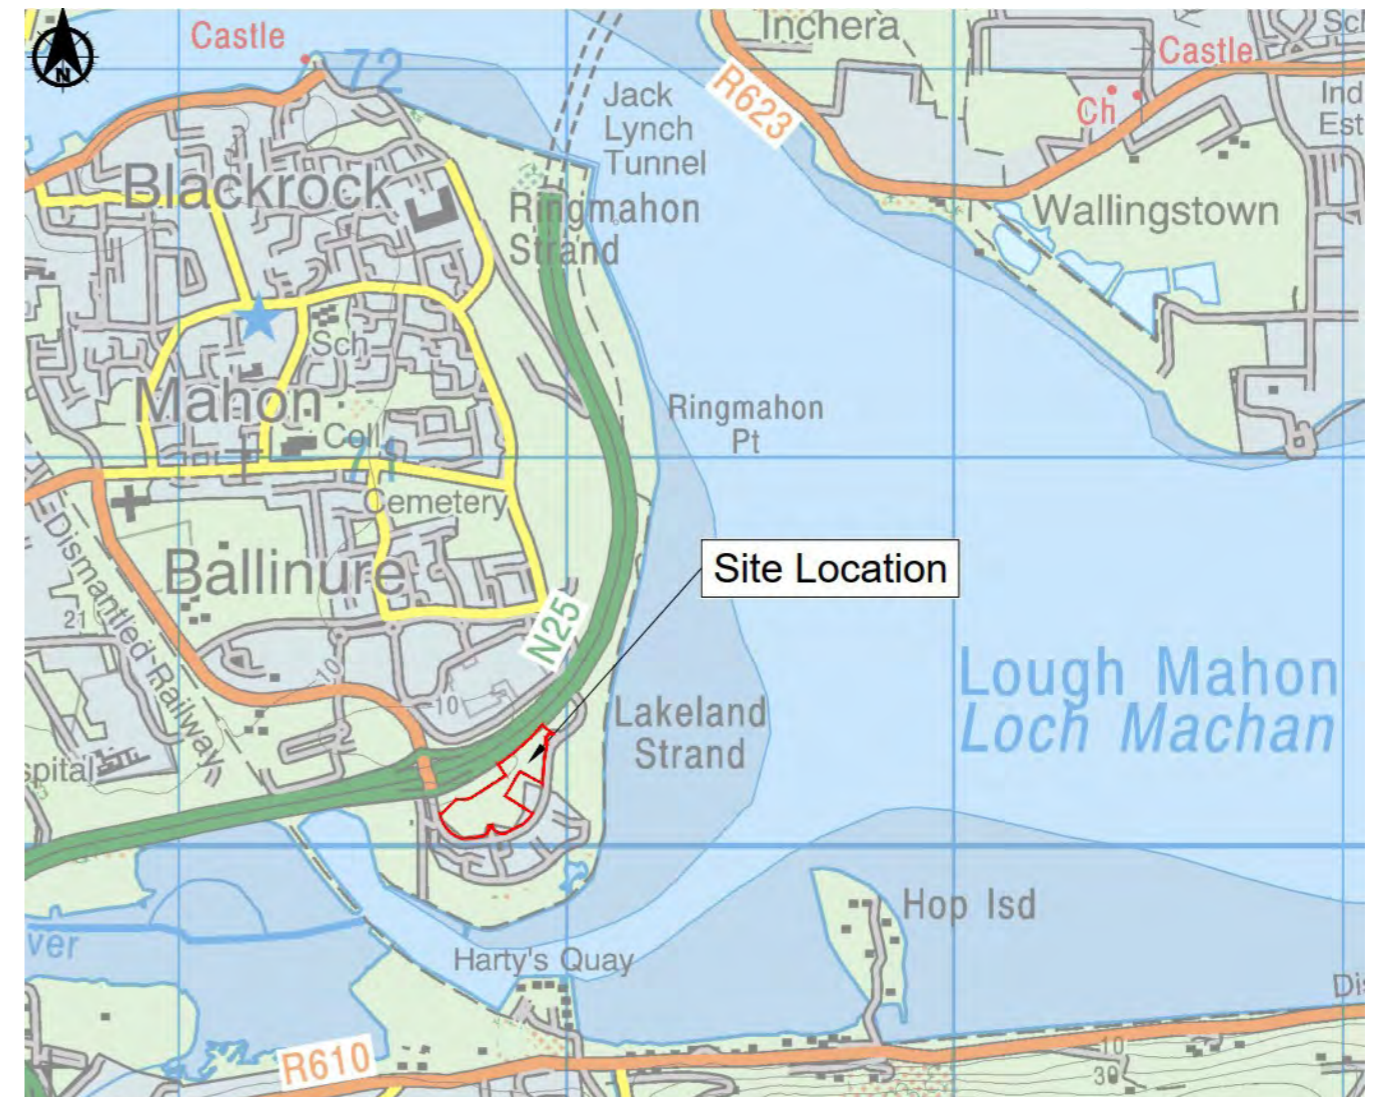 N
Castle
72
Inchera
R623
Castle
Ch
Ind
Est
Jack
Lynch
Tunnel
Blackrock
Ringmahon
Strand
Wallingstown
Sch
Mahon
Coll
71
Ringmahon
Pt
Cemetery
Dismantled Railway
Ballinure
21
Site Location
N25
10
10
Lough Mahon
Loch Machan
Lakeland
Strand
spital
Hop Isd
ver
Harty's Quay
Dis
R610
10
30